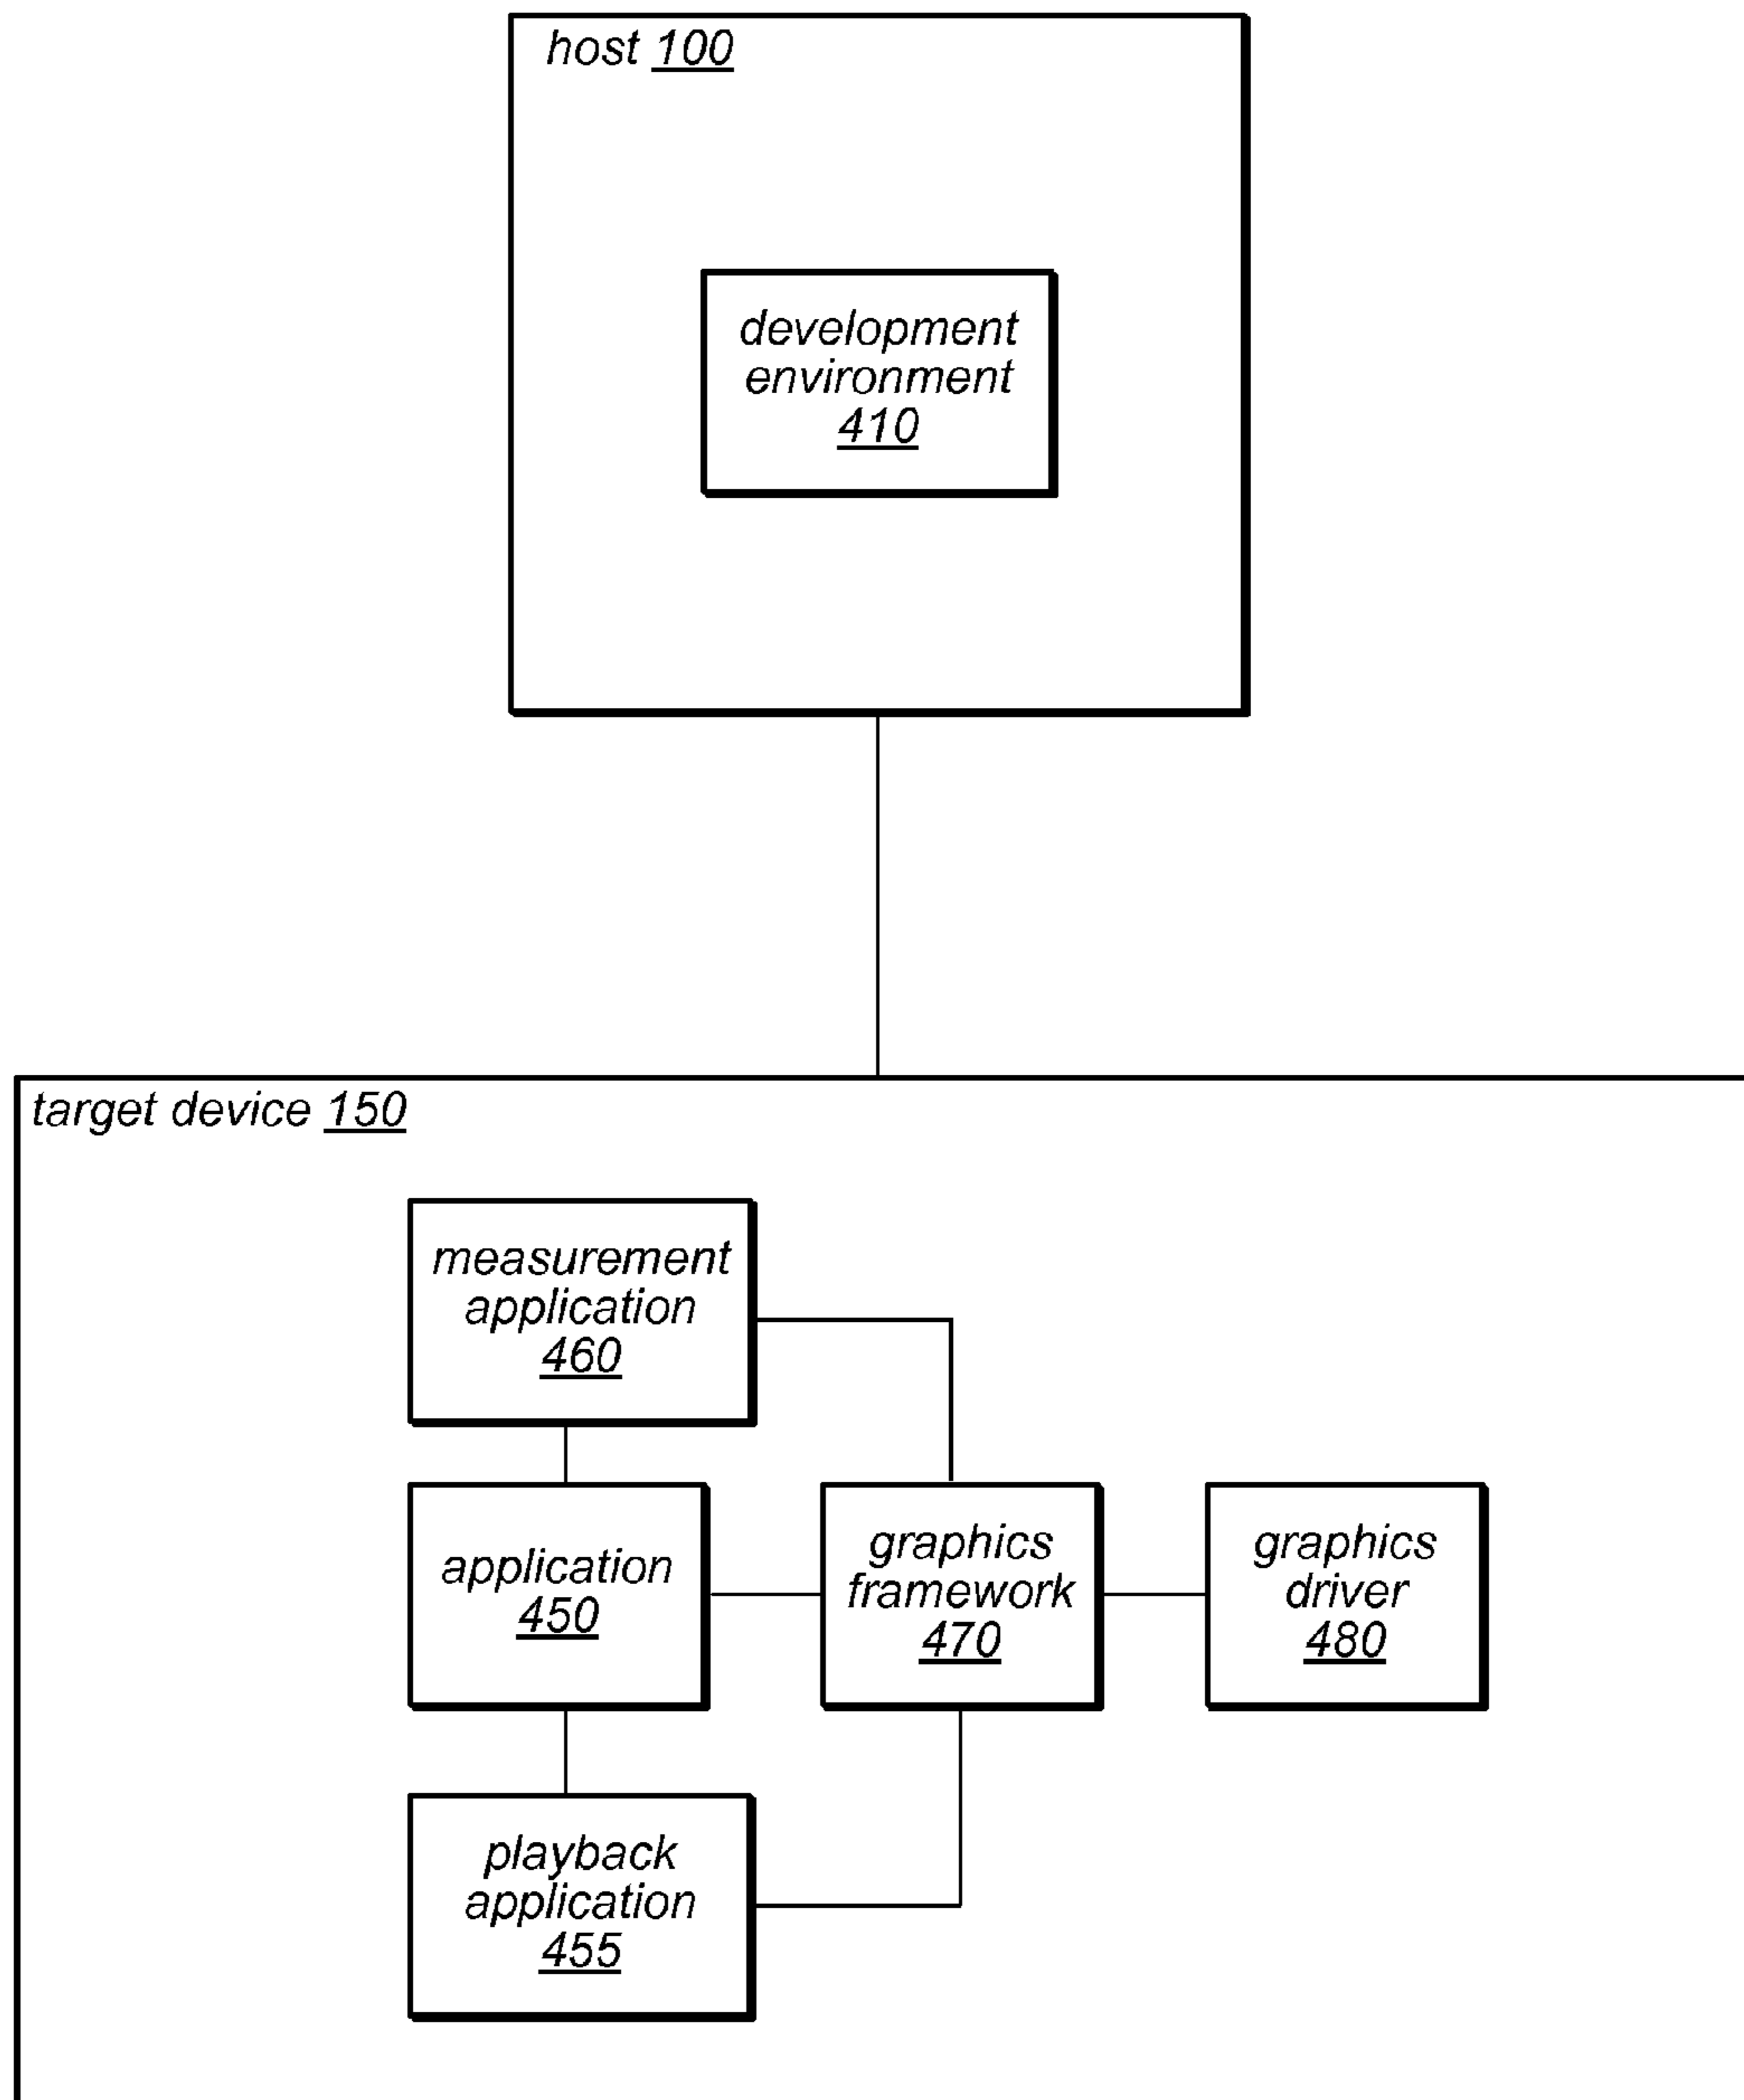 host 100
development
environment
410
target device 150
measurement
application
460
application
450
graphics
framework
470
graphics
driver
480
playback
application
455